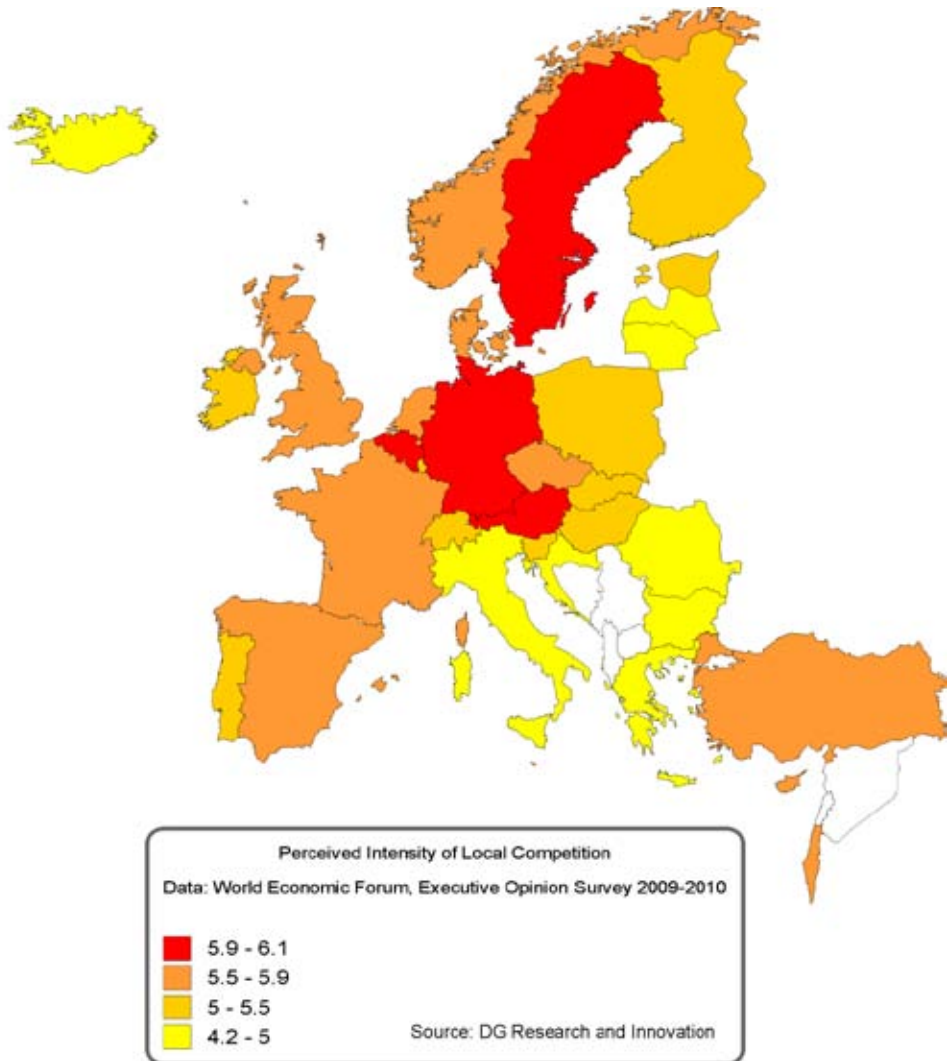 Perceived Intensity of Local Competition
Data: World Economic Forum, Executive Opinion Survey 2009-2010
5.9 - 6.1
5.5 - 5.9
5 - 5.5
4.2 - 5
Source: DG Research and Innovation